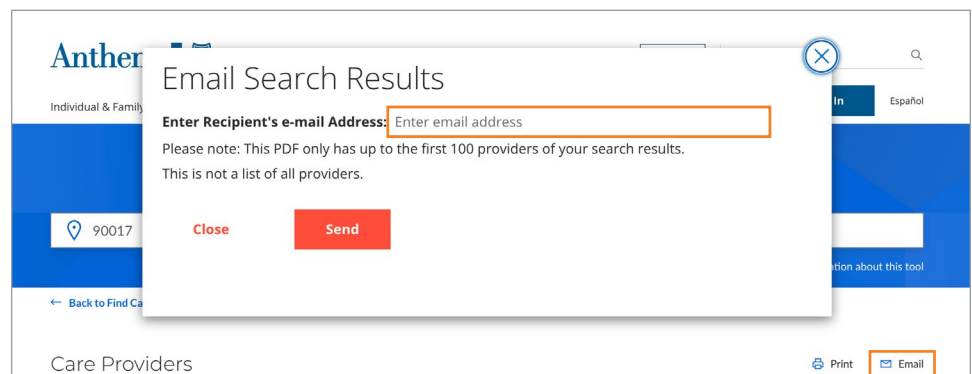 Anthem
Email Search Results
Individual & Family
In
Español
Enter Recipient's e-mail Address: Enter email address
Please note: This PDF only has up to the first 100 providers of your search results.
This is not a list of all providers.
90017
Close
Send
about this tool
← Back to Find
Care Providers
Print
Email